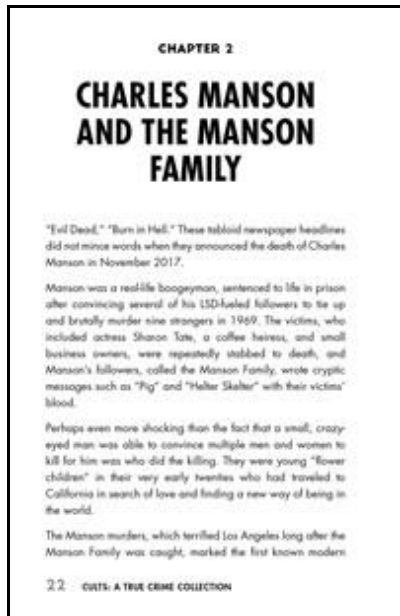 CHAPTER 2
CHARLES MANSON
AND THE MANSON
FAMILY
"Evil Dead," "Burn in Hell." These tabloid newspaper headlines
did not mince words when they announced the death of Charles
Manson in November 2017.
Manson was a real-life boogeyman, sentenced to life in prison
after convincing several of his LSD-fueled followers to tie up
and brutally murder nine strangers in 1969. The victims, who
included actress Sharon Tate, a coffee heiress, and small
business owners, were repeatedly stabbed to death, and
Manson's followers, called the Manson Family, wrote cryptic
messages such as "Pig" and "Helter Skelter" with their victims'
blood.
Perhaps even more shocking than the fact that a small, crazy-
eyed man was able to convince multiple men and women to
kill for him was who did the killing. They were young "flower
children" in their very early twenties who had traveled to
California in search of love and finding a new way of being in
the world.
The Manson murders, which terrified Los Angeles long after the
Manson Family was caught, marked the first known modern
22 CULTS: A TRUE CRIME COLLECTION